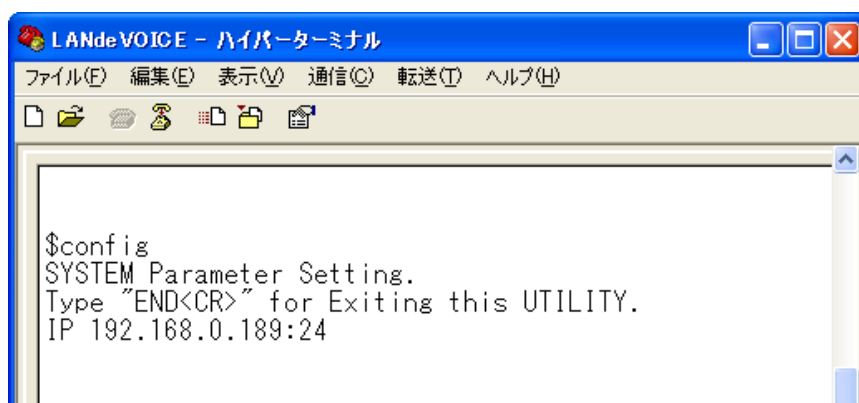 LANdeVOICE - ハイパーターミナル
ファイル(F) 編集(E) 表示(V) 通信(C) 転送(T) ヘルプ(H)
$config
SYSTEM Parameter Setting.
Type "END<CR>" for Exiting this UTILITY.
IP 192.168.0.189:24